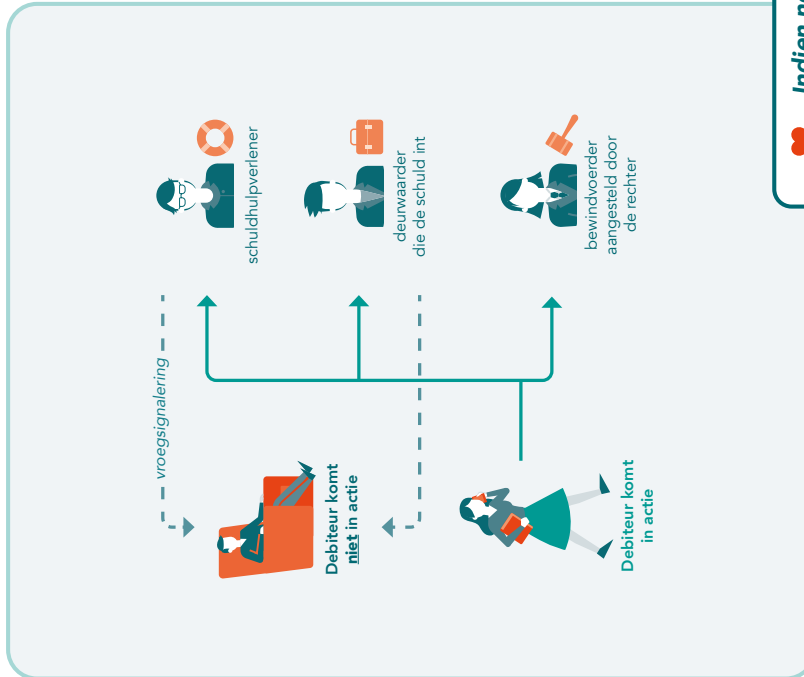 vroegsignalering
schuldhulpverlener
deurwaarder
die de schuld int
bewindvoerder
aangesteld door
de rechter
Debiteur komt
niet in actie
Debiteur komt
in actie
Indien